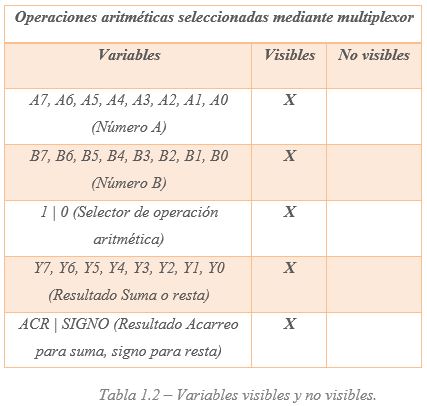 Operaciones aritméticas seleccionadas mediante multiplexor
Variables Visibles No visibles
A7, A6, A5, A4, A3, A2, A1, A0 X
(Número A)
B7, B6, B5, B4, B3, B2, B1, B0 X
(Número B)
1 | 0 (Selector de operación X
aritmética)
Y7, Y6, Y5, Y4, Y3, Y2, Y1, Y0 X
(Resultado Suma o resta)
ACR | SIGNO (Resultado Acarreo X
para suma, signo para resta)
Tabla 1.2 – Variables visibles y no visibles.